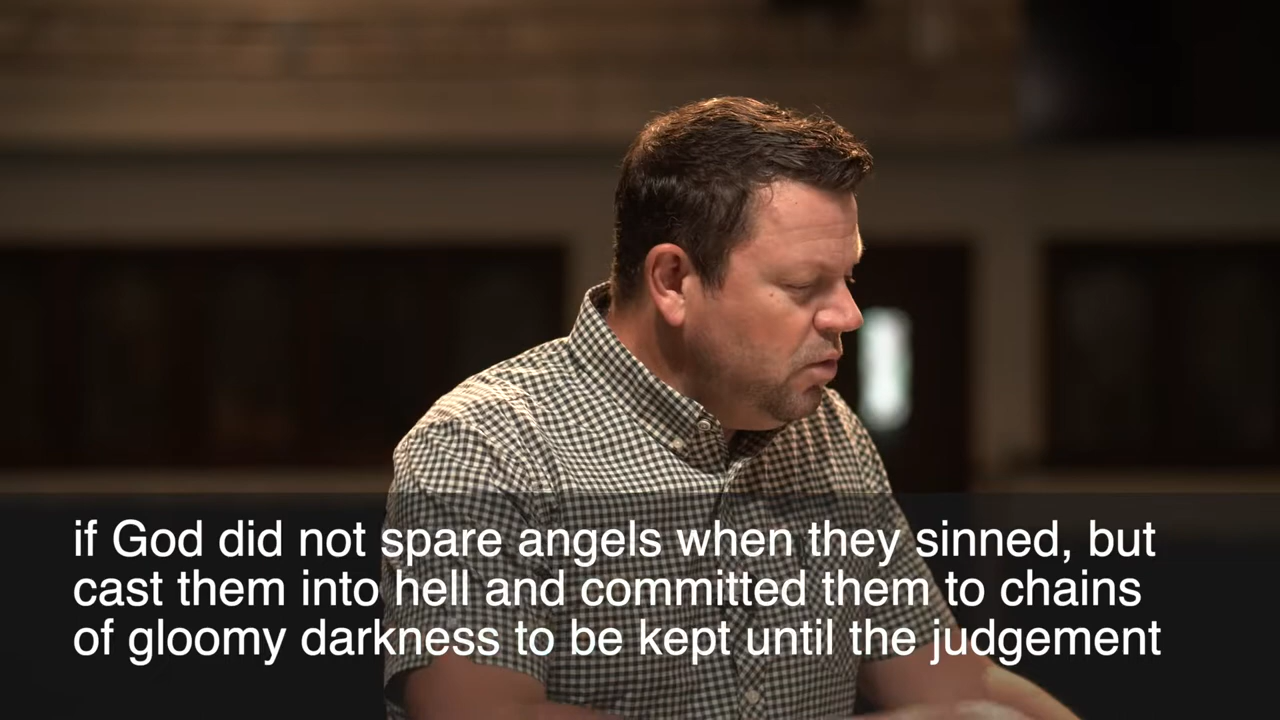 if God did not spare angels when they sinned, but
cast them into hell and committed them to chains
of gloomy darkness to be kept until the judgement